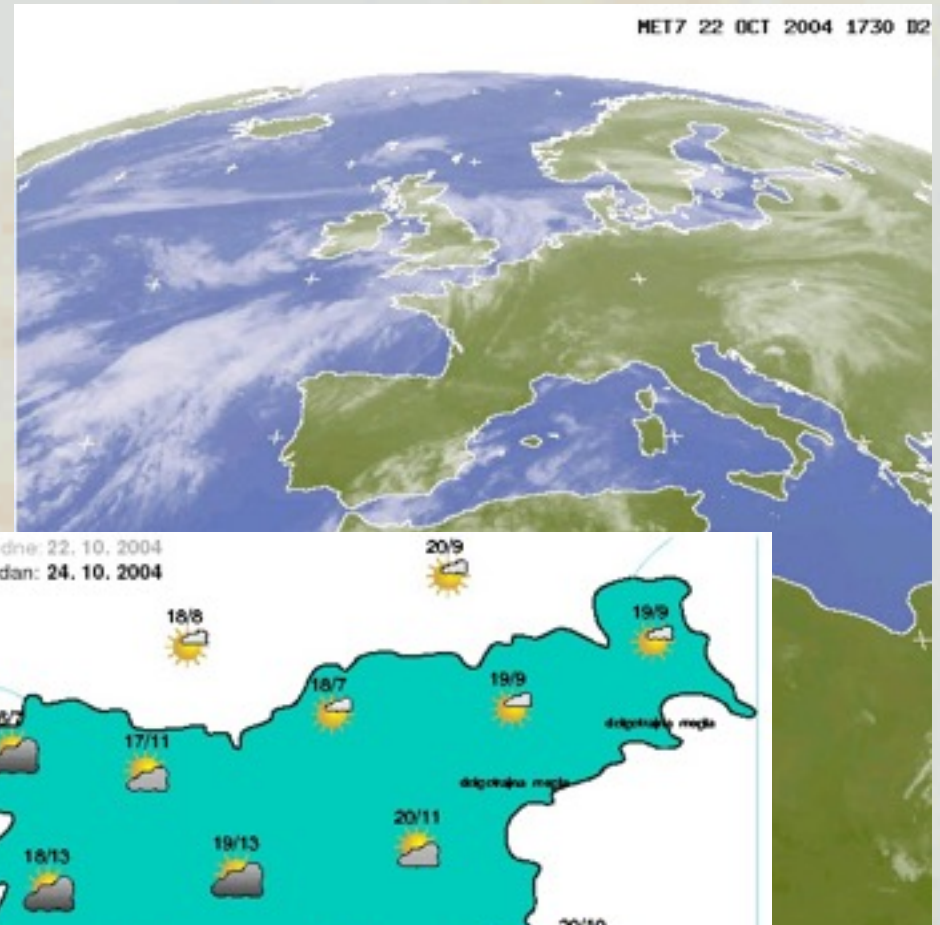 MET7 22 OCT 2004 1730 D2
dne: 22. 10. 2004
dan: 24. 10. 2004
20/9
18/8
19/9
18/7
19/9
dolgotrajna megla
17/11
dolgotrajna megla
20/11
19/13
18/13